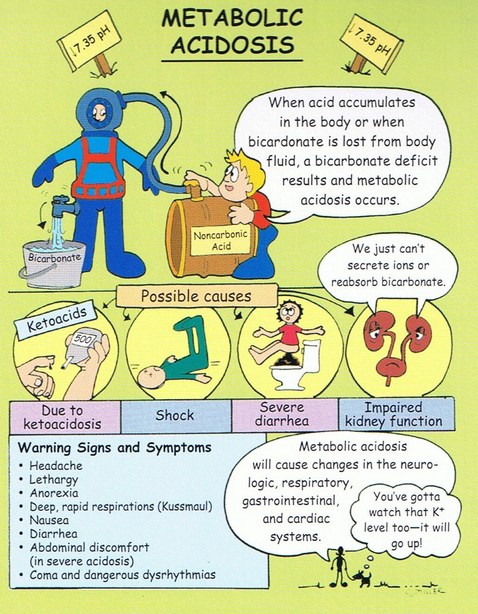 METABOLIC
ACIDOSIS
↓7.35 pH
↓7.35 pH
When acid accumulates
in the body or when
bicardonate is lost from body
fluid, a bicarbonate deficit
results and metabolic
acidosis occurs.
Noncarbonic
Acid
Bicarbonate
We just can't
secrete ions or
reabsorb bicarbonate.
Possible causes
Ketoacids
500
Due to
ketoacidosis
Shock
Severe
diarrhea
Impaired
kidney function
Warning Signs and Symptoms
• Headache
• Lethargy
• Anorexia
• Deep, rapid respirations (Kussmaul)
• Nausea
• Diarrhea
• Abdominal discomfort
(in severe acidosis)
• Coma and dangerous dysrhythmias
Metabolic acidosis
will cause changes in the neuro-
logic, respiratory,
gastrointestinal,
and cardiac
systems.
You've gotta
watch that K⁺
level too—it will
go up!
C.MILLER